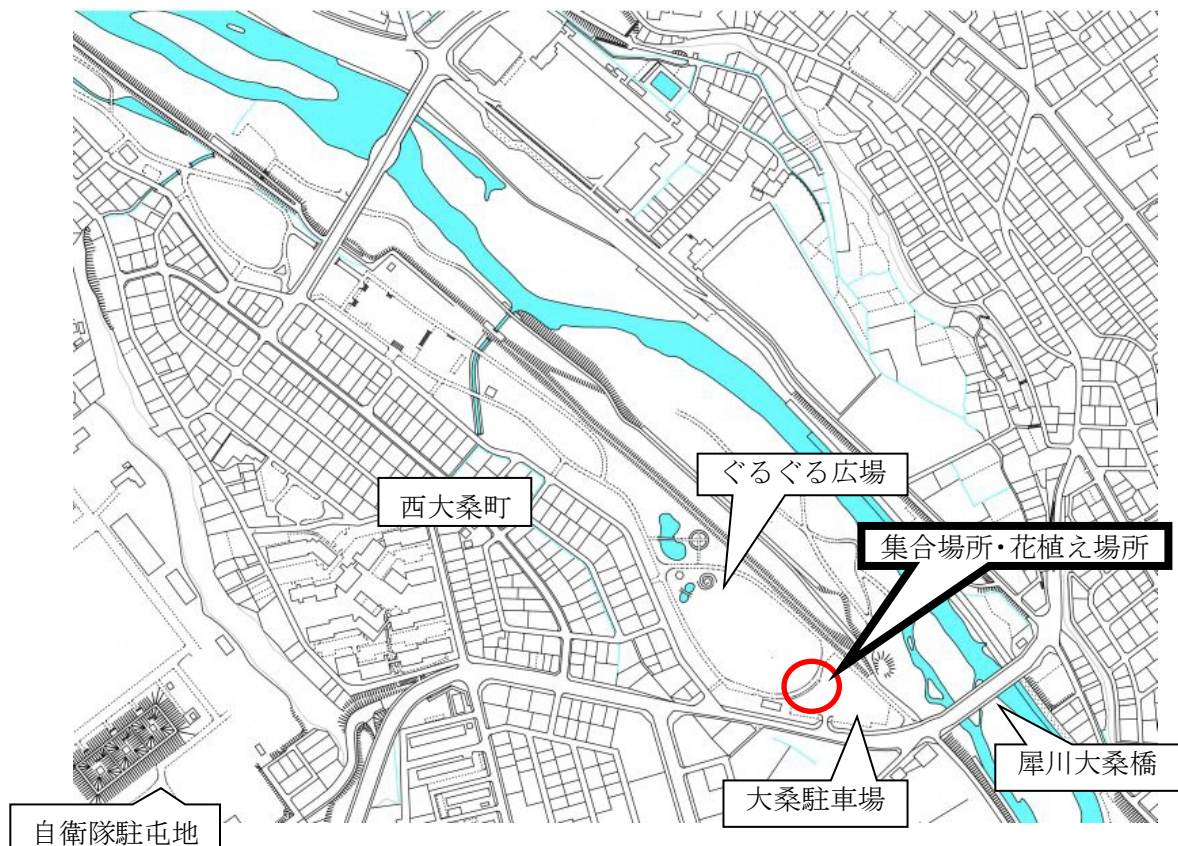 ぐるぐる広場
西大桑町
集合場所・花植え場所
犀川大桑橋
大桑駐車場
自衛隊駐屯地